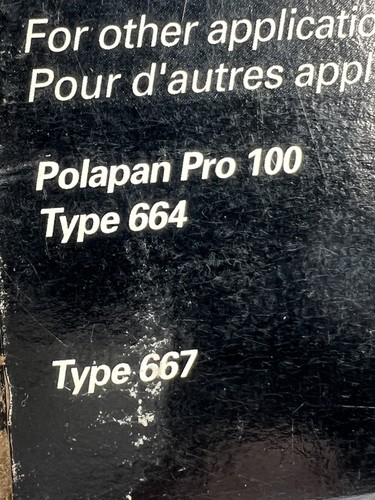 For other applicatio
Pour d'autres appl
Polapan Pro 100
Type 664
Type 667